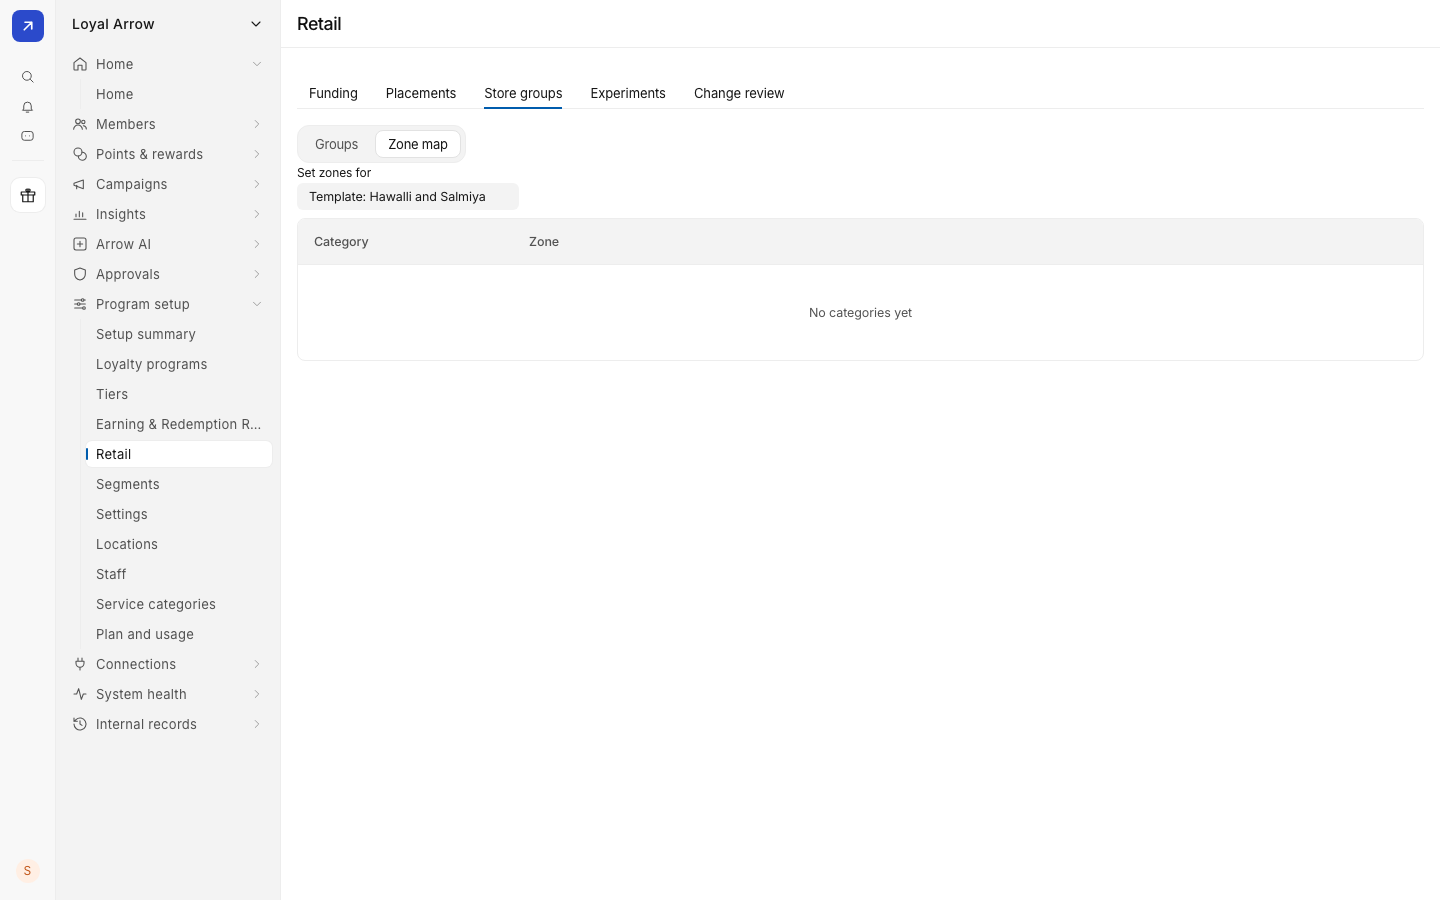 Loyal Arrow
Retail
Home
Home
Members
Points & rewards
Campaigns
Insights
Arrow AI
Approvals
Program setup
Setup summary
Loyalty programs
Tiers
Earning & Redemption R...
Retail
Segments
Settings
Locations
Staff
Service categories
Plan and usage
Connections
System health
Internal records
S
Funding Placements Store groups Experiments Change review
Groups Zone map
Set zones for
Template: Hawalli and Salmiya
Category Zone
No categories yet